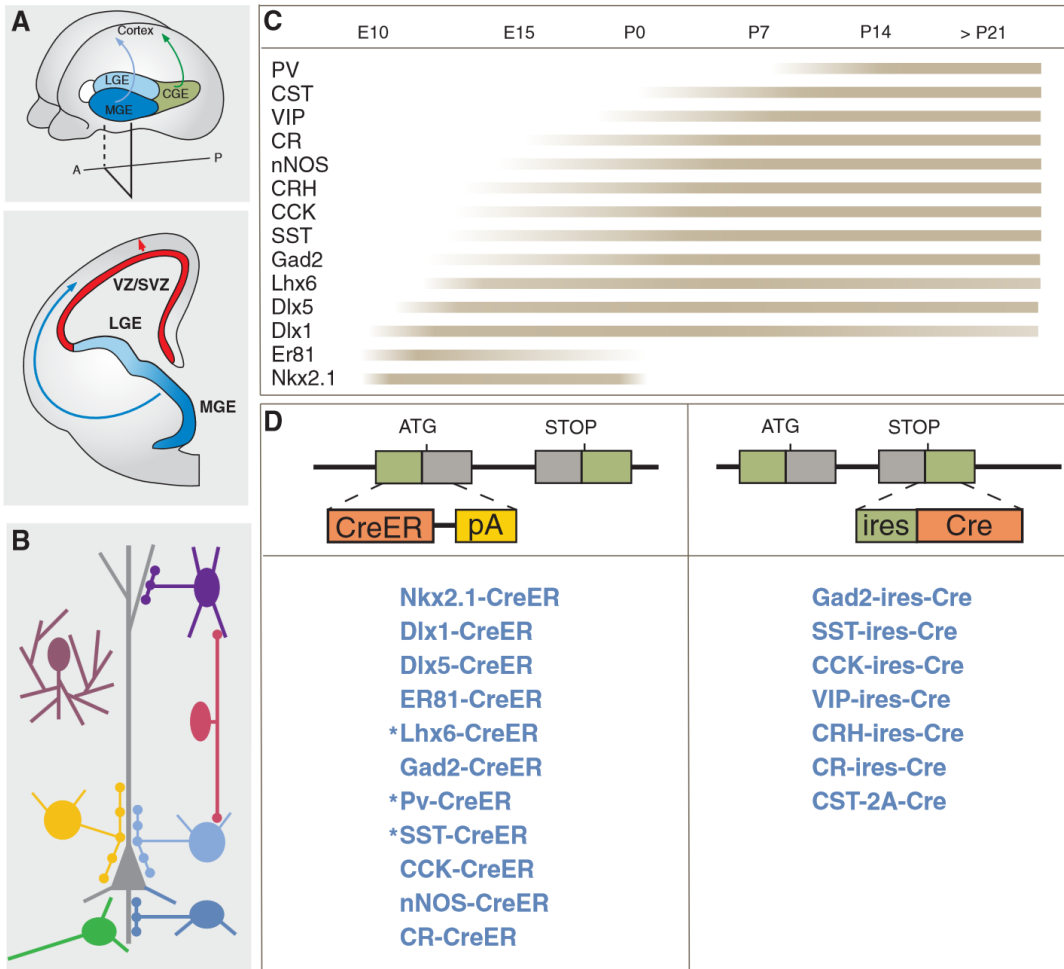 A
Cortex
LGE
CGE
MGE
A
P
VZ/SVZ
LGE
MGE
B
C
E10 E15 P0 P7 P14 > P21
PV
CST
VIP
CR
nNOS
CRH
CCK
SST
Gad2
Lhx6
Dlx5
Dlx1
Er81
Nkx2.1
D
ATG STOP
CreER pA
Nkx2.1-CreER
Dlx1-CreER
Dlx5-CreER
ER81-CreER
*Lhx6-CreER
Gad2-CreER
*Pv-CreER
*SST-CreER
CCK-CreER
nNOS-CreER
CR-CreER
ATG STOP
ires Cre
Gad2-ires-Cre
SST-ires-Cre
CCK-ires-Cre
VIP-ires-Cre
CRH-ires-Cre
CR-ires-Cre
CST-2A-Cre